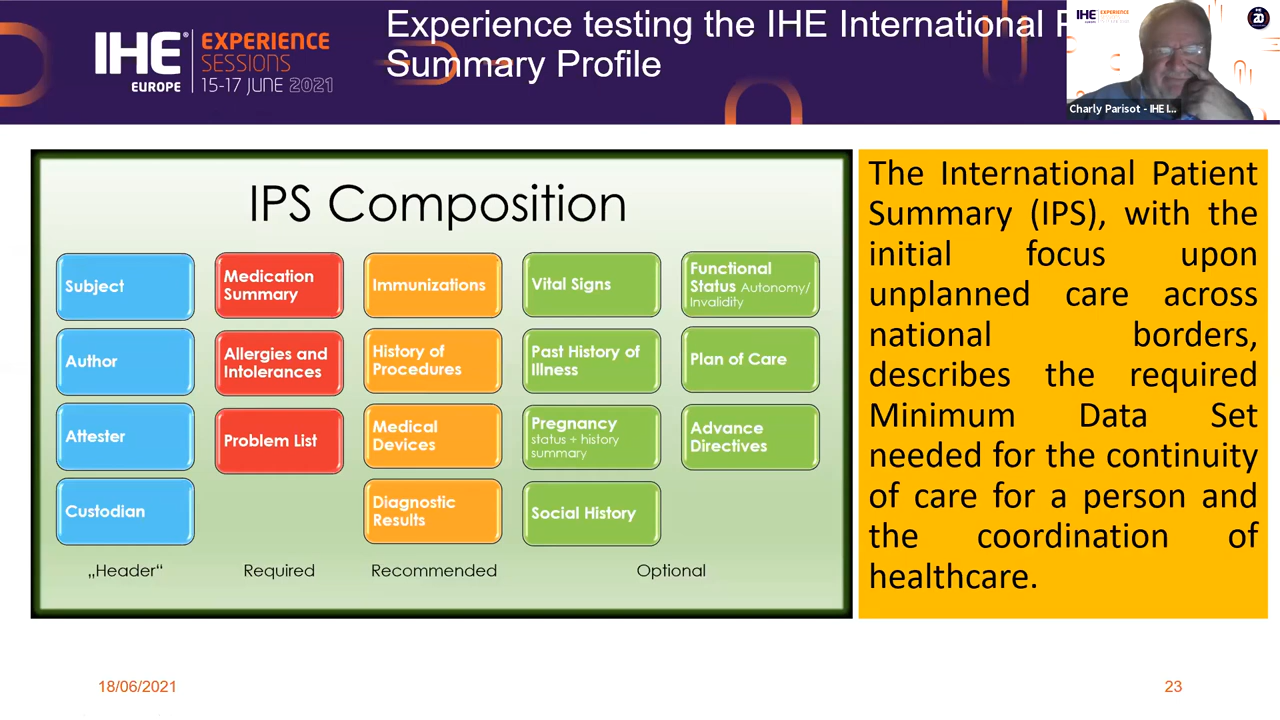 IHE® EXPERIENCE
SESSIONS
EUROPE 15-17 JUNE 2021
Experience testing the IHE International
Summary Profile
IHE EXPERIENCE
20
Charly Parisot - IHE I...
IPS Composition
Subject
Author
Attester
Custodian
„Header“
Medication
Summary
Allergies and
Intolerances
Problem List
Required
Immunizations
History of
Procedures
Medical
Devices
Diagnostic
Results
Recommended
Vital Signs
Past History of
Illness
Pregnancy
status + history
summary
Social History
Functional
Status Autonomy/
Invalidity
Plan of Care
Advance
Directives
Optional
The International Patient
Summary (IPS), with the
initial focus upon
unplanned care across
national borders,
describes the required
Minimum Data Set
needed for the continuity
of care for a person and
the coordination of
healthcare.
18/06/2021
23